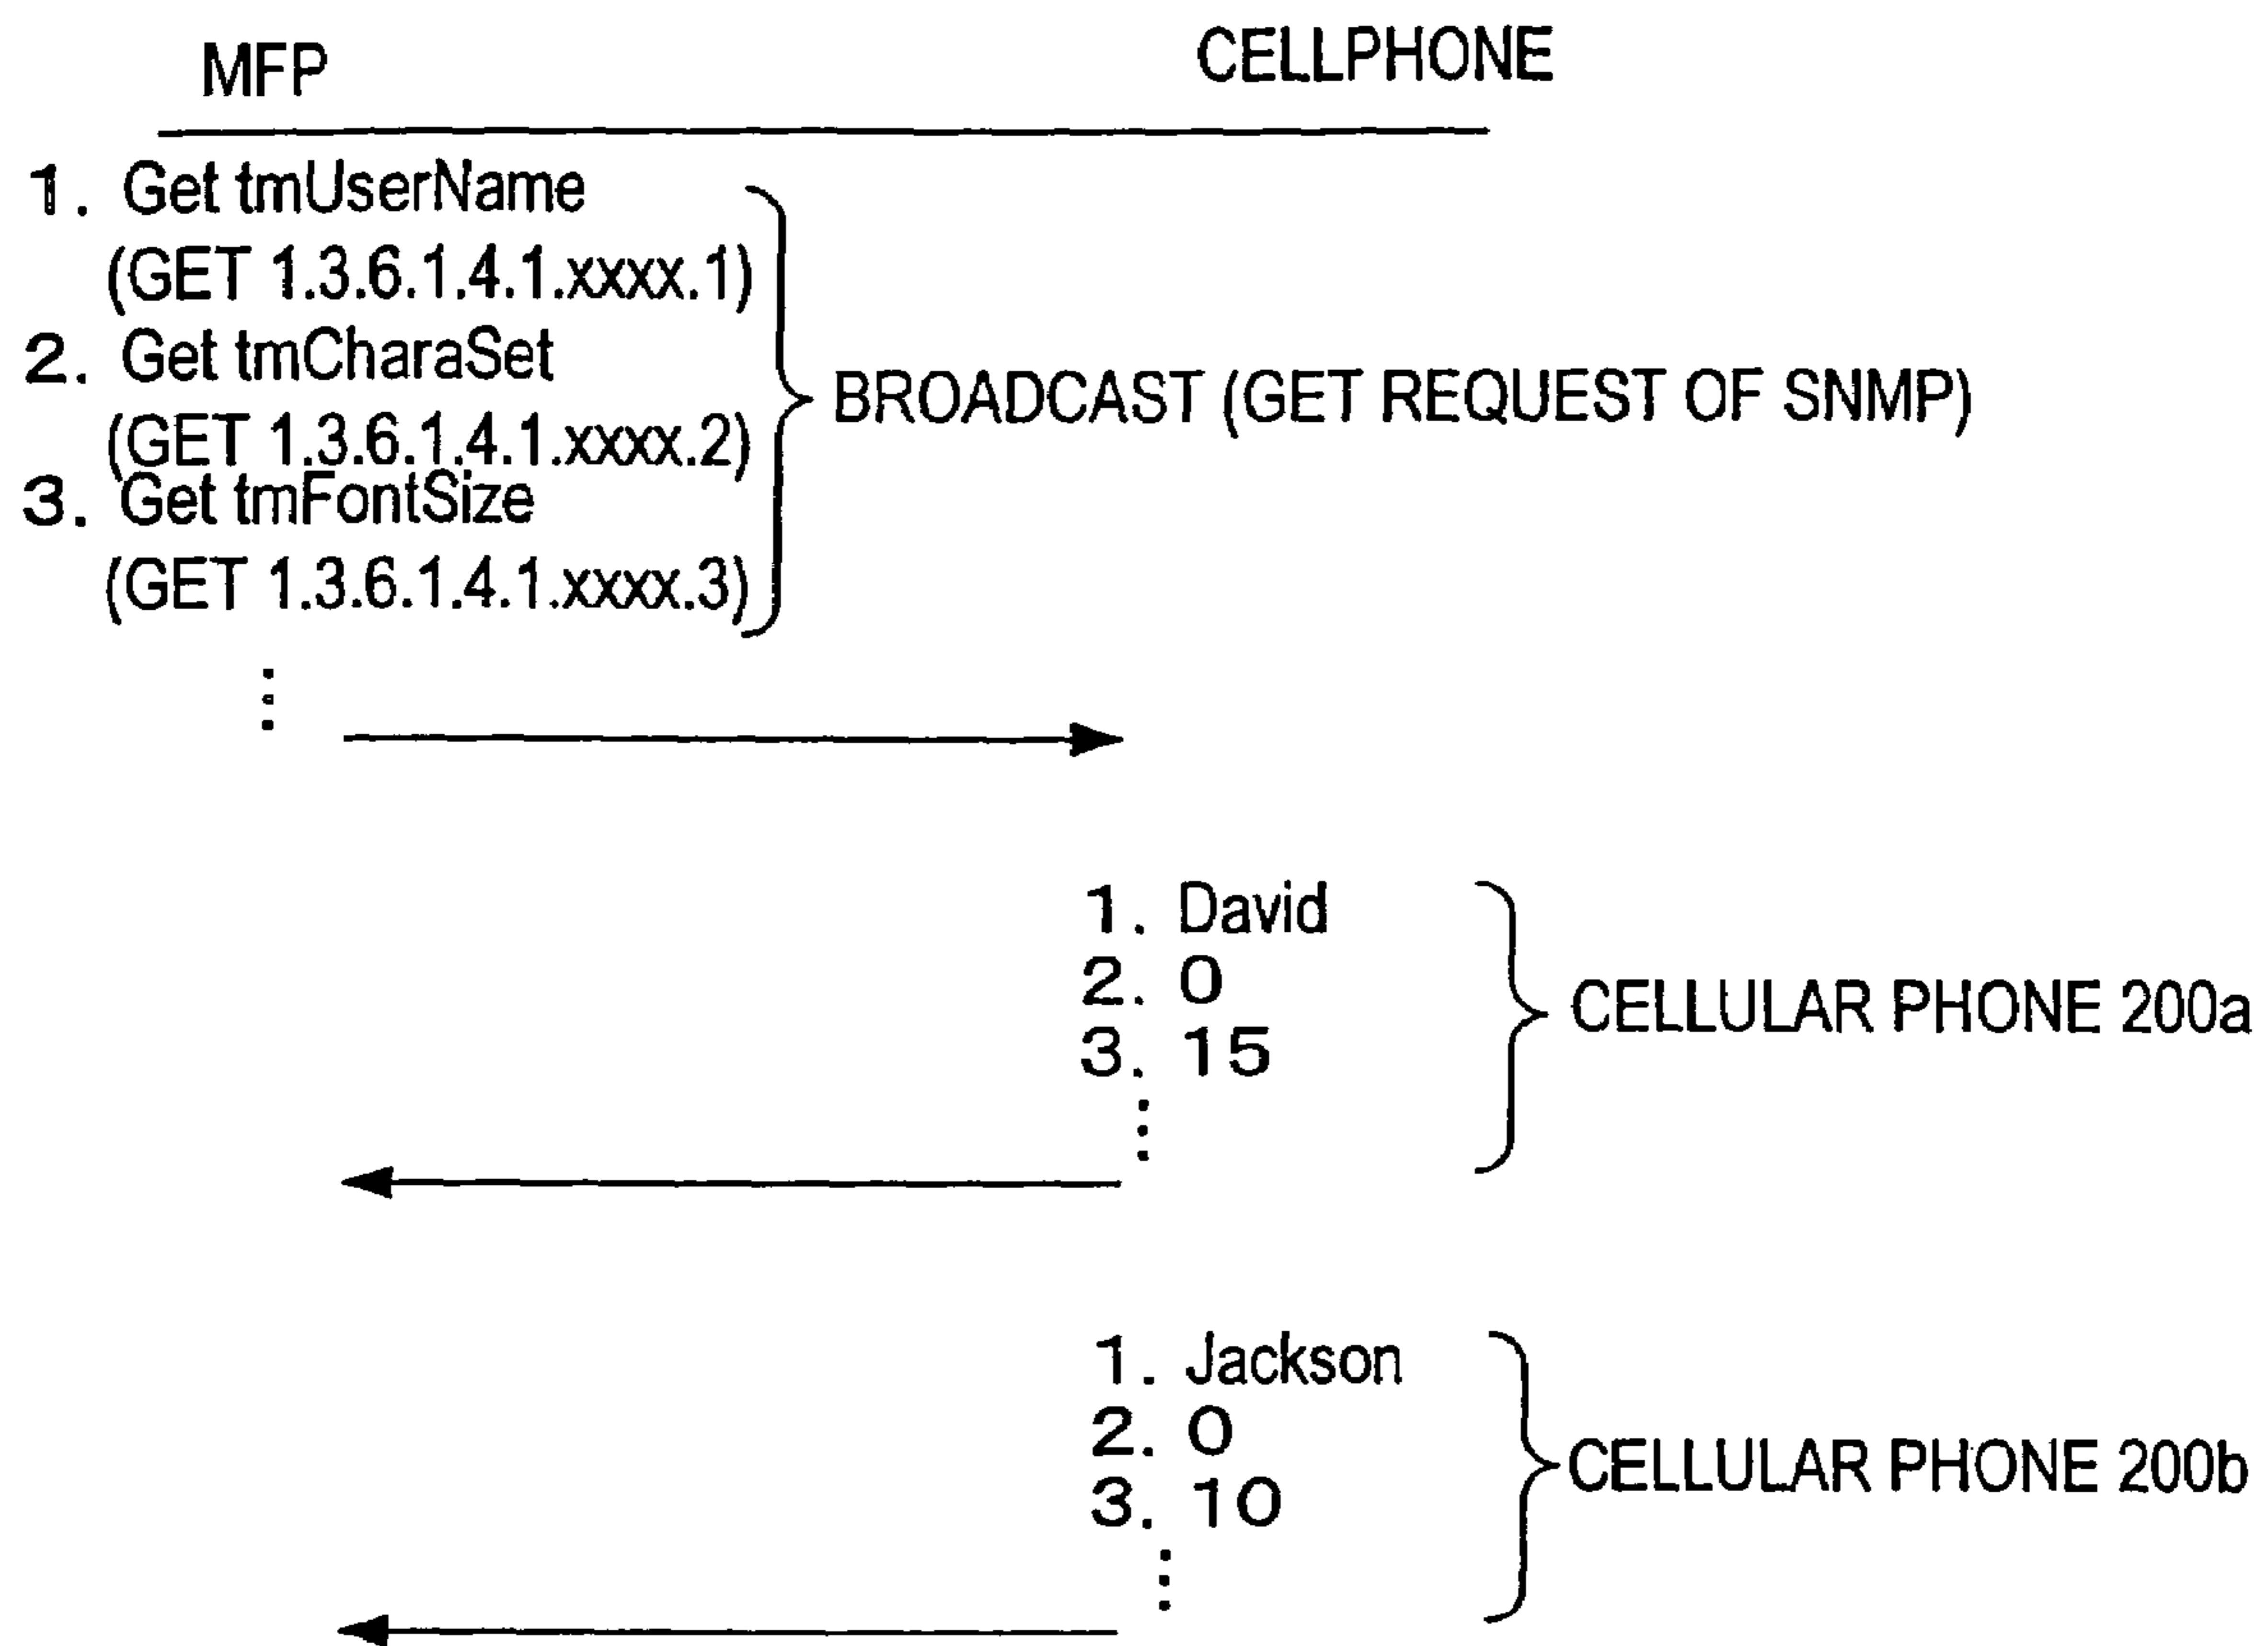 MFP CELLPHONE
1. Get tmUserName
(GET 1.3.6.1.4.1.xxxx.1)
2. Get tmCharaSet
(GET 1.3.6.1.4.1.xxxx.2)
3. Get tmFontSize
(GET 1.3.6.1.4.1.xxxx.3)
BROADCAST (GET REQUEST OF SNMP)
1. David
2. 0
3. 15
CELLULAR PHONE 200a
1. Jackson
2. 0
3. 10
CELLULAR PHONE 200b